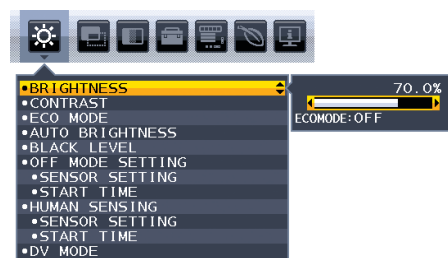 BRIGHTNESS
CONTRAST
ECO MODE
AUTO BRIGHTNESS
BLACK LEVEL
OFF MODE SETTING
SENSOR SETTING
START TIME
HUMAN SENSING
SENSOR SETTING
START TIME
DV MODE
70.0%
ECOMODE:OFF